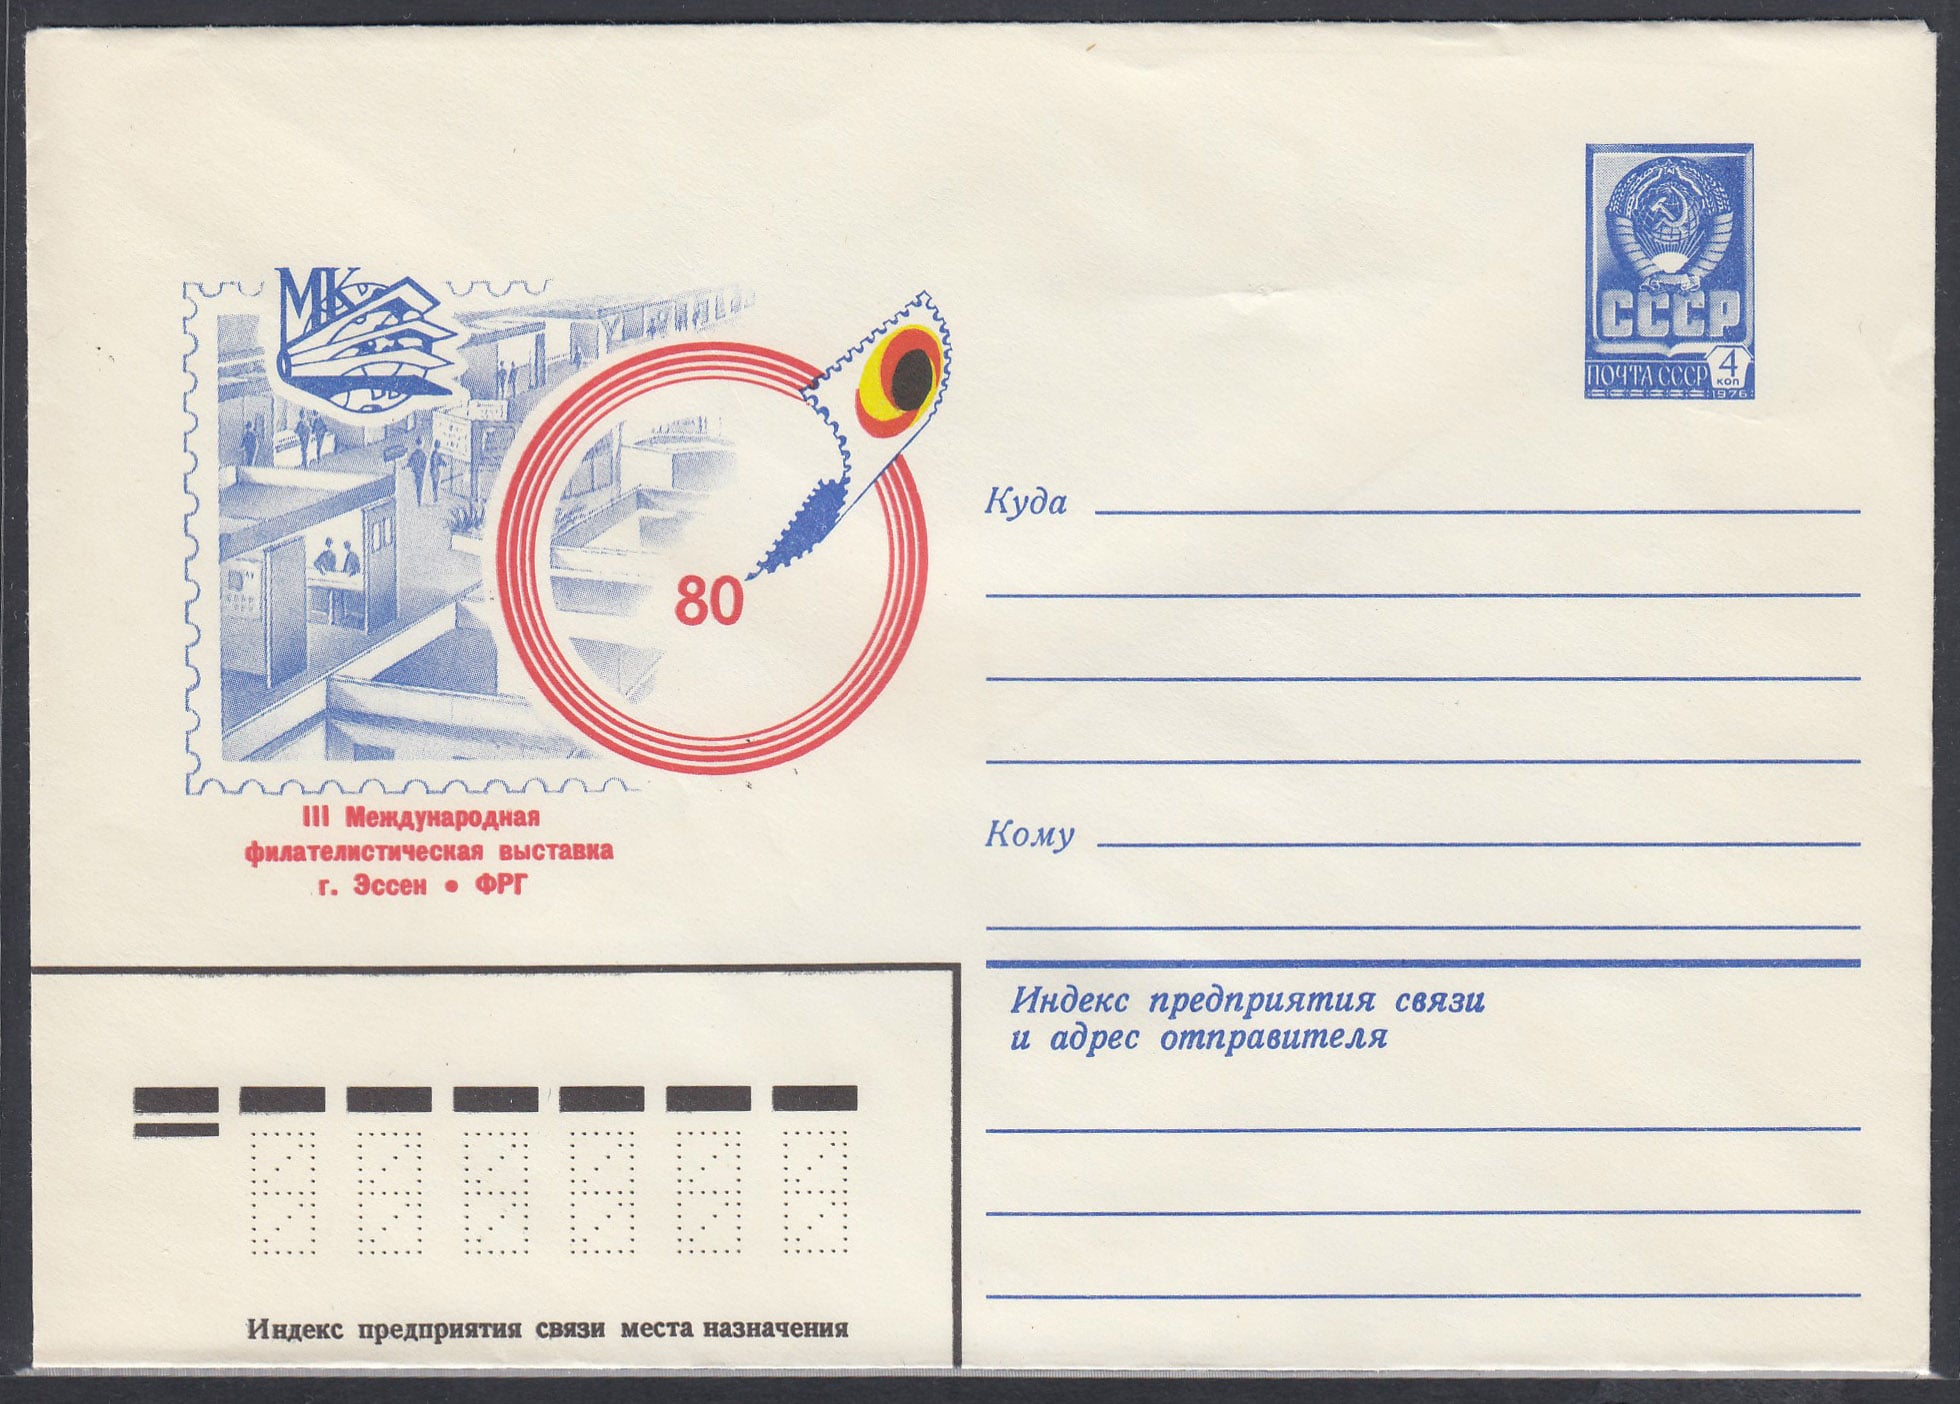 МК
СССР
ПОЧТА СССР
4
коп
1976
80
III Международная
филателистическая выставка
г. Эссен • ФРГ
Куда
Кому
Индекс предприятия связи
и адрес отправителя
Индекс предприятия связи места назначения